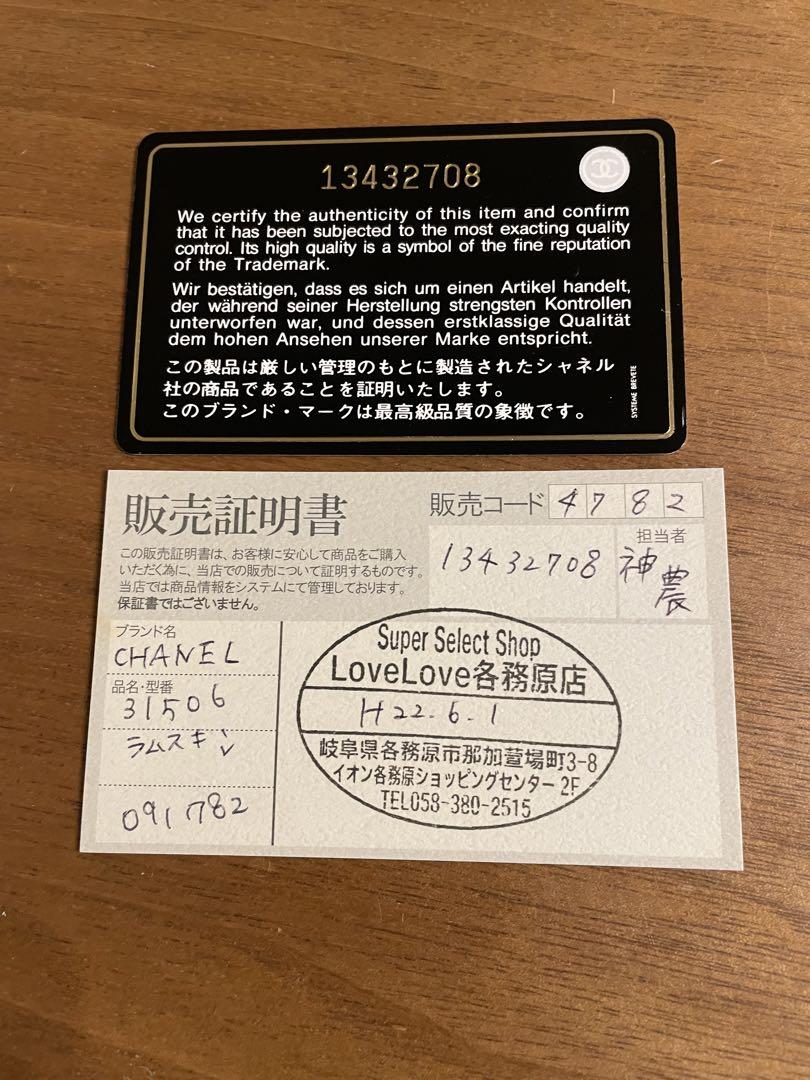 13432708
We certify the authenticity of this item and confirm
that it has been subjected to the most exacting quality
control. Its high quality is a symbol of the fine reputation
of the Trademark.
Wir bestätigen, dass es sich um einen Artikel handelt,
der während seiner Herstellung strengsten Kontrollen
unterworfen war, und dessen erstklassige Qualität
dem hohen Ansehen unserer Marke entspricht.
この製品は厳しい管理のもとに製造されたシャネル
社の商品であることを証明いたします。
このブランド・マークは最高級品質の象徴です。
SYSTEME BREVETE
販売証明書
販売コード 4782
この販売証明書は、お客様に安心して商品をご購入
いただく為に、当店での販売について証明するものです。
当店では商品情報をシステムにて管理しております。
保証書ではございません。
13432708
担当者
神農
ブランド名
CHANEL
品名・型番
31506
ラムスキン
091782
Super Select Shop
LoveLove各務原店
H22.6.1
岐阜県各務原市那加萱場町3-8
イオン各務原ショッピングセンター2F
TEL058-380-2515